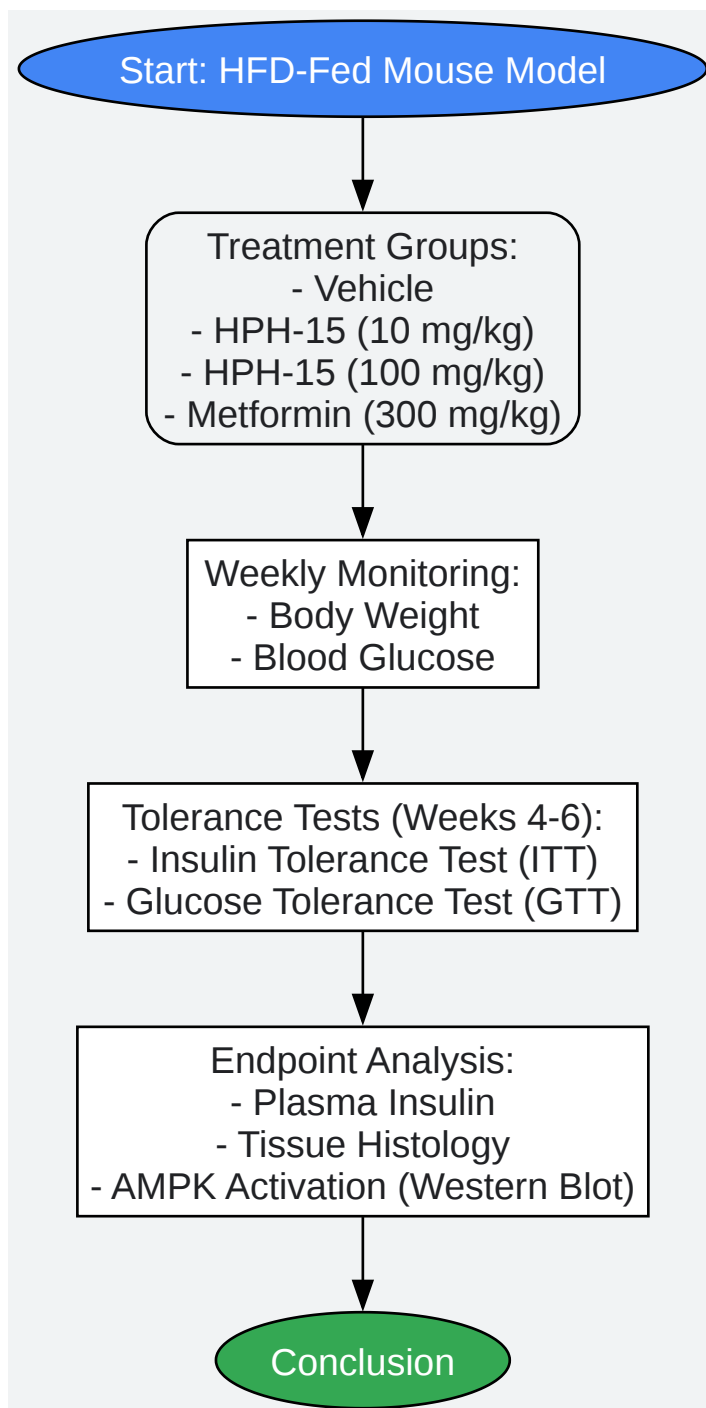 Start: HFD-Fed Mouse Model
Treatment Groups:
- Vehicle
- HPH-15 (10 mg/kg)
- HPH-15 (100 mg/kg)
- Metformin (300 mg/kg)
Weekly Monitoring:
- Body Weight
- Blood Glucose
Tolerance Tests (Weeks 4-6):
- Insulin Tolerance Test (ITT)
- Glucose Tolerance Test (GTT)
Endpoint Analysis:
- Plasma Insulin
- Tissue Histology
- AMPK Activation (Western Blot)
Conclusion